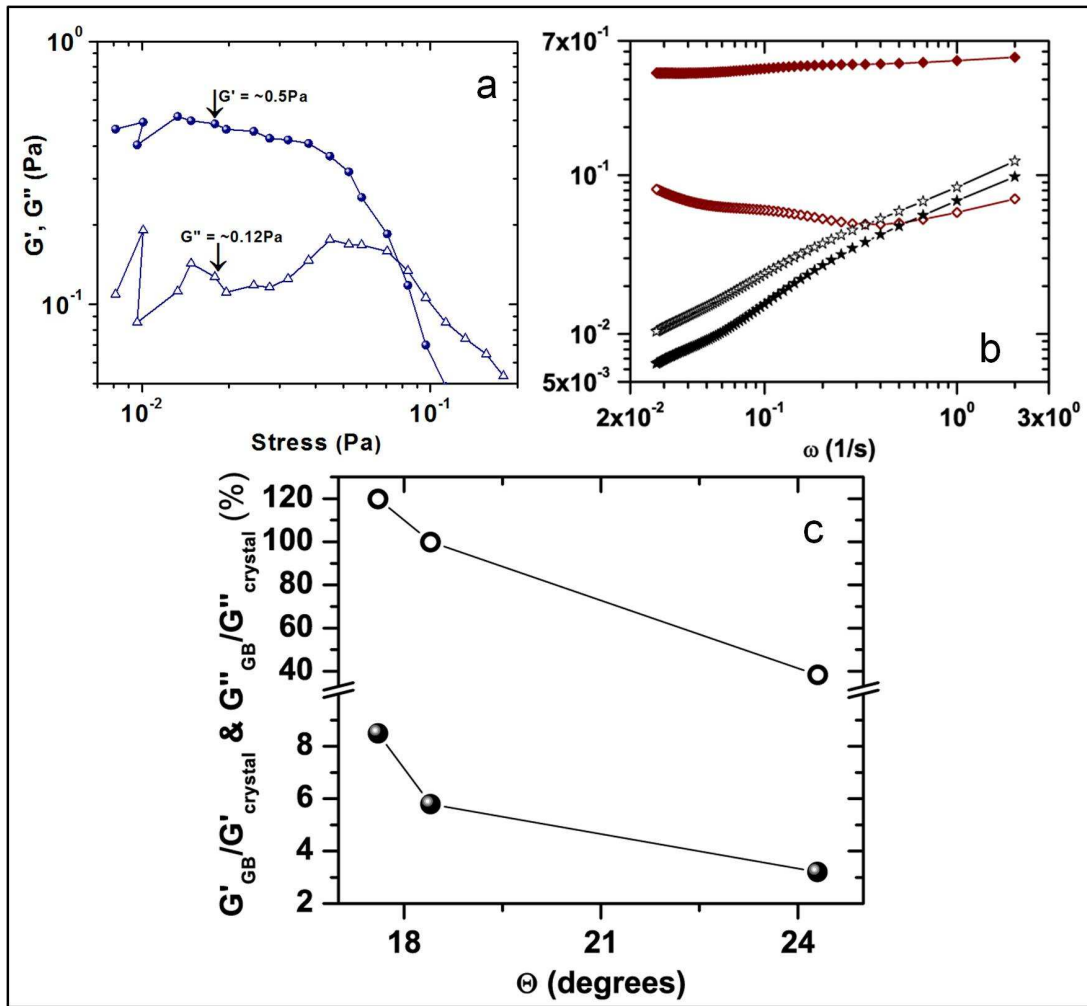 a
10⁰
G' = ~0.5Pa
G'' = ~0.12Pa
10⁻¹
G', G'' (Pa)
10⁻² 10⁻¹
Stress (Pa)
b
7x10⁻¹
10⁻¹
10⁻²
5x10⁻³
2x10⁻² 10⁻¹ 10⁰ 3x10⁰
ω (1/s)
c
120
100
80
60
40
8
6
4
2
G'GB/G'crystal & G''GB/G''crystal (%)
18 21 24
Θ (degrees)